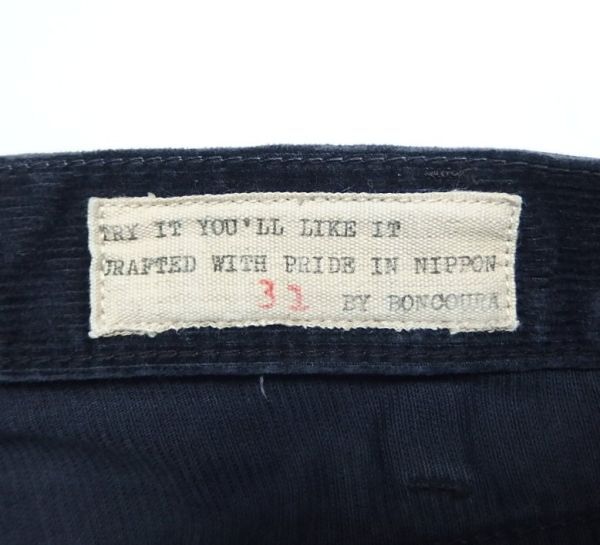 TRY IT YOU'LL LIKE IT
CRAFTED WITH PRIDE IN NIPPON
31 BY BONCOURA